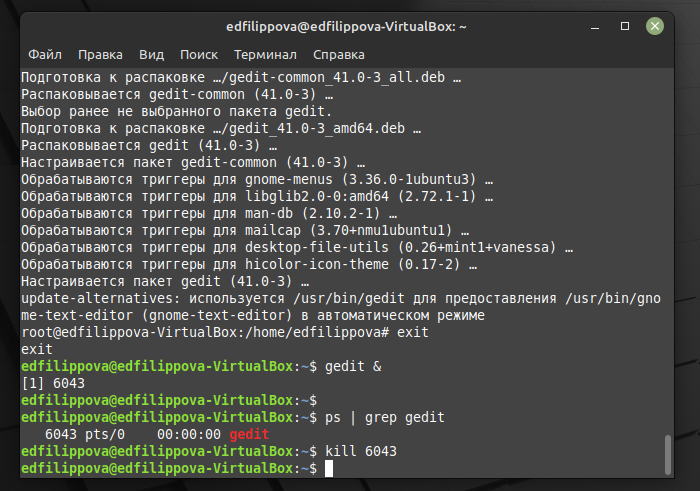 edfilippova@edfilippova-VirtualBox: ~
Файл Правка Вид Поиск Терминал Справка
Подготовка к распаковке …/gedit-common_41.0-3_all.deb …
Распаковывается gedit-common (41.0-3) …
Выбор ранее не выбранного пакета gedit.
Подготовка к распаковке …/gedit_41.0-3_amd64.deb …
Распаковывается gedit (41.0-3) …
Настраивается пакет gedit-common (41.0-3) …
Обрабатываются триггеры для gnome-menus (3.36.0-1ubuntu3) …
Обрабатываются триггеры для libglib2.0-0:amd64 (2.72.1-1) …
Обрабатываются триггеры для man-db (2.10.2-1) …
Обрабатываются триггеры для mailcap (3.70+nmu1ubuntu1) …
Обрабатываются триггеры для desktop-file-utils (0.26+mint1+vanessa) …
Обрабатываются триггеры для hicolor-icon-theme (0.17-2) …
Настраивается пакет gedit (41.0-3) …
update-alternatives: используется /usr/bin/gedit для предоставления /usr/bin/gno
me-text-editor (gnome-text-editor) в автоматическом режиме
root@edfilippova-VirtualBox:/home/edfilippova# exit
exit
edfilippova@edfilippova-VirtualBox:~$ gedit &
[1] 6043
edfilippova@edfilippova-VirtualBox:~$
edfilippova@edfilippova-VirtualBox:~$ ps | grep gedit
   6043 pts/0    00:00:00 gedit
edfilippova@edfilippova-VirtualBox:~$ kill 6043
edfilippova@edfilippova-VirtualBox:~$